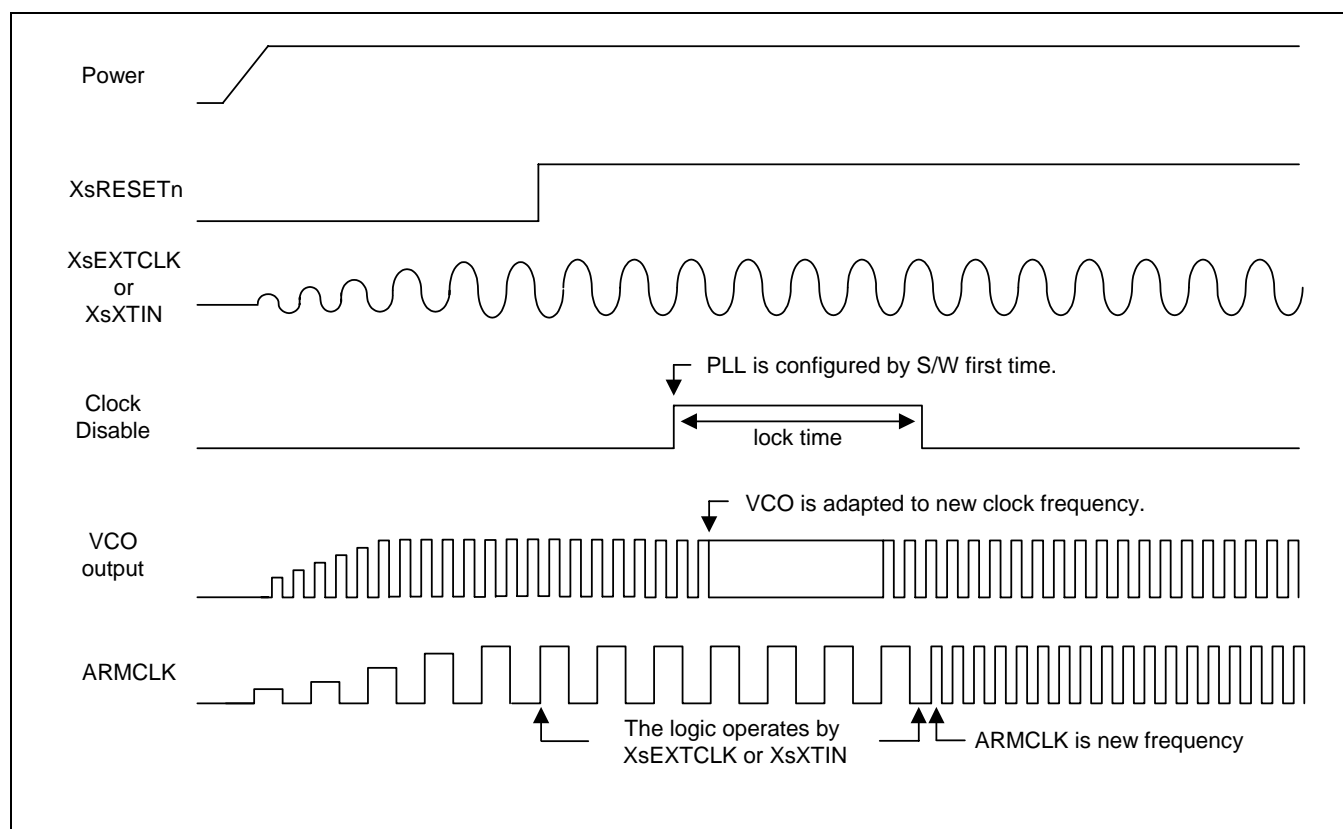 Power
XsRESETn
XsEXTCLK
or
XsXTIN
PLL is configured by S/W first time.
Clock
Disable
lock time
VCO is adapted to new clock frequency.
VCO
output
ARMCLK
The logic operates by
XsEXTCLK or XsXTIN
ARMCLK is new frequency